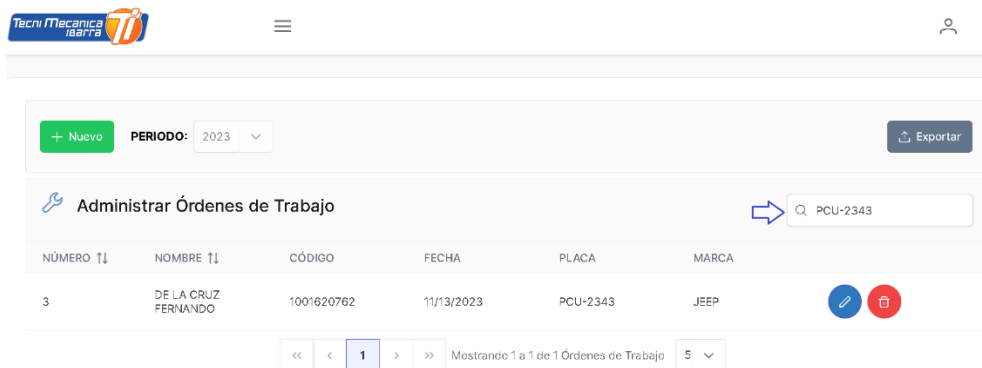 Tecni Mecanica
IBARRA
Ti
+ Nuevo PERIODO: 2023 Exportar
Administrar Órdenes de Trabajo PCU-2343
NÚMERO NOMBRE CÓDIGO FECHA PLACA MARCA
3 DE LA CRUZ FERNANDO 1001620762 11/13/2023 PCU-2343 JEEP
<< < 1 > >> Mostrando 1 a 1 de 1 Órdenes de Trabajo 5